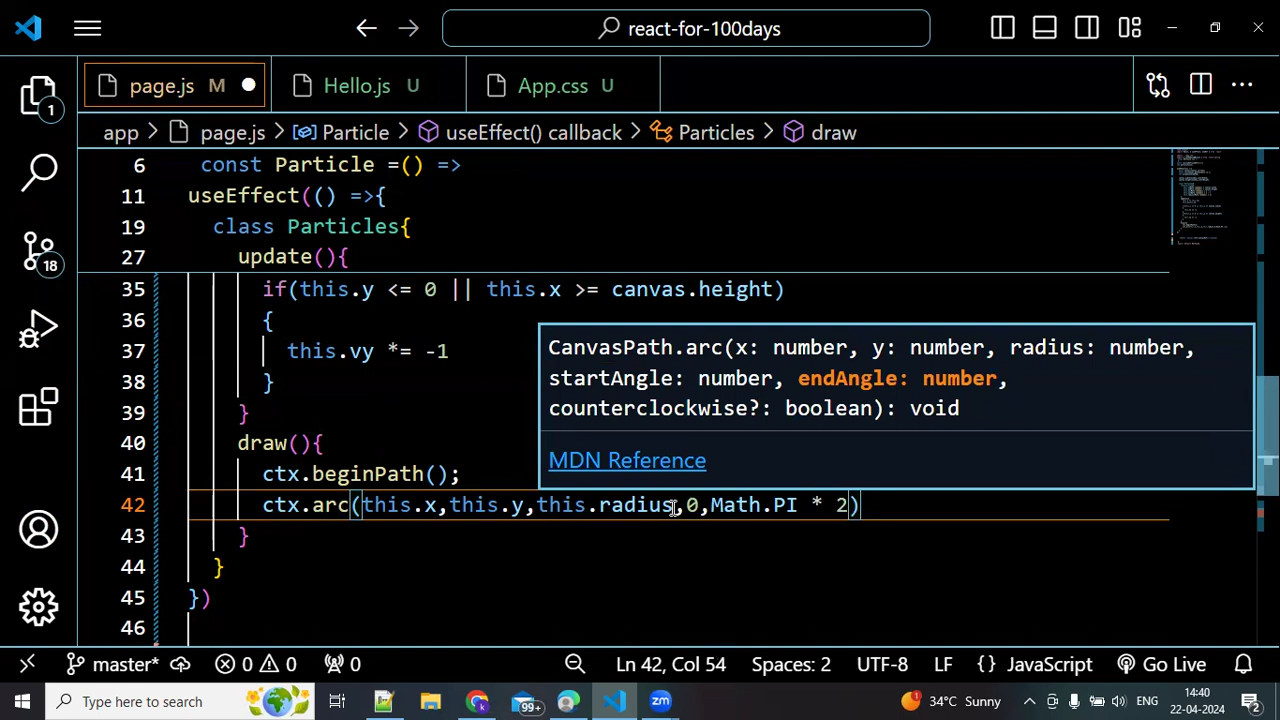 react-for-100days
page.js M
Hello.js U
App.css U
app > page.js > Particle > useEffect() callback > Particles > draw
6 const Particle =() =>
11 useEffect(() =>{
19 class Particles{
27 update(){
35 if(this.y <= 0 || this.x >= canvas.height)
36 {
37 this.vy *= -1
38 }
39 }
40 draw(){
41 ctx.beginPath();
42 ctx.arc(this.x,this.y,this.radius,0,Math.PI * 2)
43 }
44 }
45 })
46
CanvasPath.arc(x: number, y: number, radius: number,
startAngle: number, endAngle: number,
counterclockwise?: boolean): void
MDN Reference
1
18
master* 0 0 0 Ln 42, Col 54 Spaces: 2 UTF-8 LF {} JavaScript Go Live
Type here to search
99+
34°C Sunny
ENG
14:40
22-04-2024
2